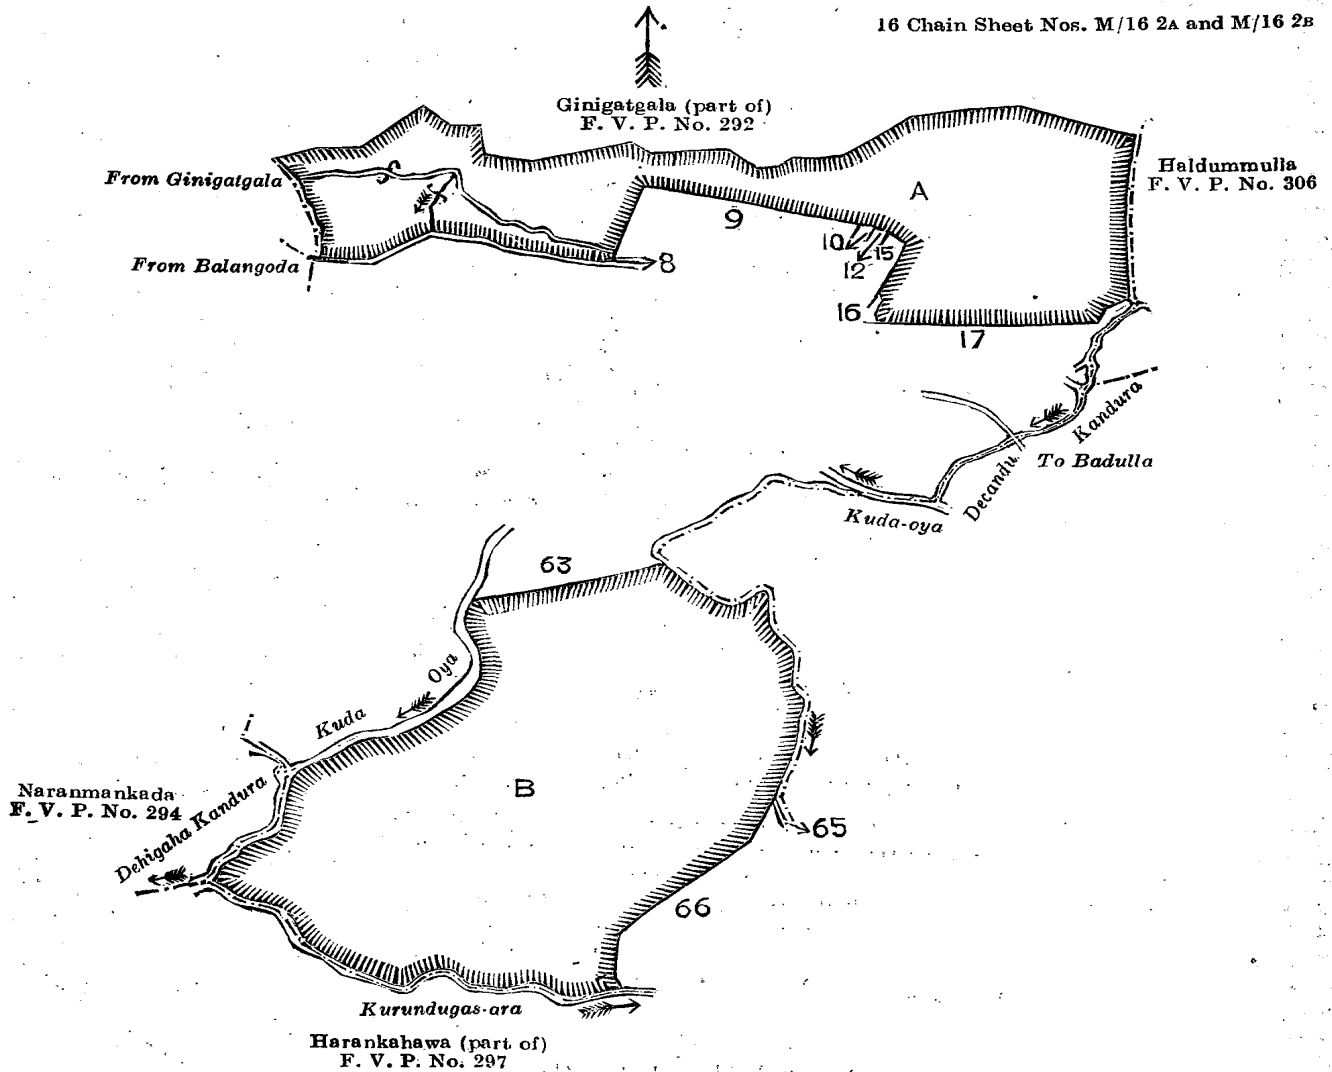 16 Chain Sheet Nos. M/16 2A and M/16 2B
Ginigatgala (part of)
F. V. P. No. 292
Haldummulla
F. V. P. No. 306
From Ginigatgala
From Balangoda
A
9
8
10
15
12
16
17
Kandura
To Badulla
Decandu
Kuda-oya
63
Kuda Oya
Naranmankada
F. V. P. No. 294
Dehigaha Kandura
B
65
66
Kurundugas-ara
Harankahawa (part of)
F. V. P. No. 297